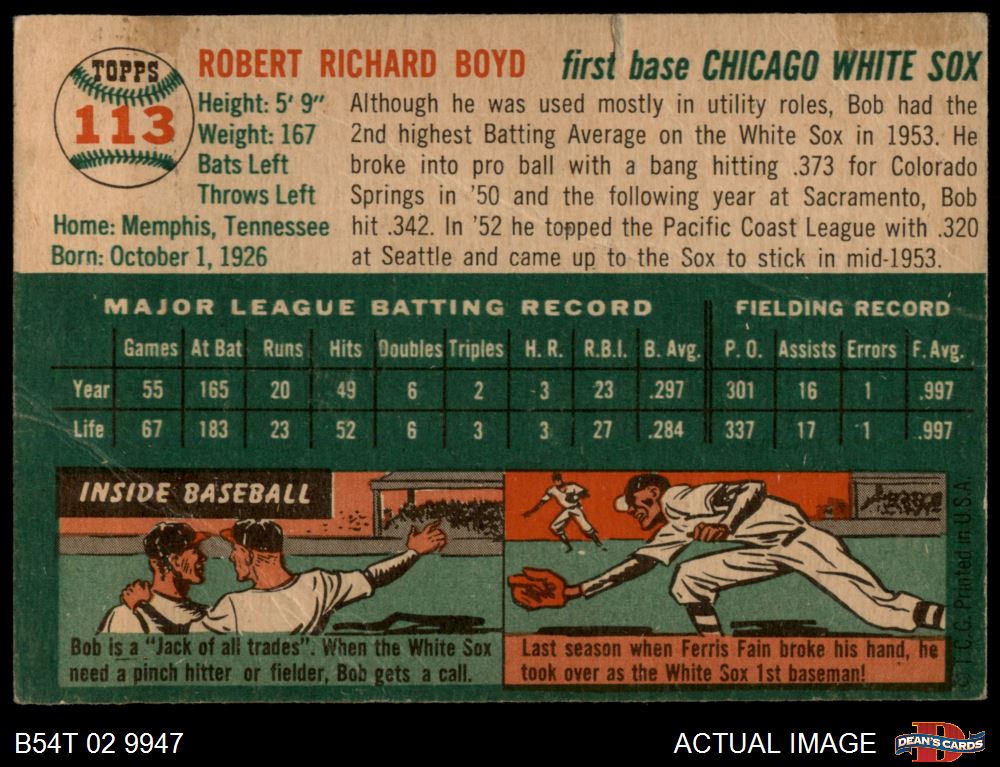 TOPPS
113
ROBERT RICHARD BOYD first base CHICAGO WHITE SOX
Height: 5' 9"
Weight: 167
Bats Left
Throws Left
Home: Memphis, Tennessee
Born: October 1, 1926
Although he was used mostly in utility roles, Bob had the
2nd highest Batting Average on the White Sox in 1953. He
broke into pro ball with a bang hitting .373 for Colorado
Springs in '50 and the following year at Sacramento, Bob
hit .342. In '52 he topped the Pacific Coast League with .320
at Seattle and came up to the Sox to stick in mid-1953.
MAJOR LEAGUE BATTING RECORD FIELDING RECORD
Games At Bat Runs Hits Doubles Triples H. R. R.B.I. B. Avg. P. O. Assists Errors F. Avg.
Year 55 165 20 49 6 2 3 23 .297 301 16 1 .997
Life 67 183 23 52 6 3 3 27 .284 337 17 1 .997
INSIDE BASEBALL
Bob is a "Jack of all trades". When the White Sox
need a pinch hitter or fielder, Bob gets a call.
Last season when Ferris Fain broke his hand, he
took over as the White Sox 1st baseman!
© T.C.G. Printed in U.S.A.
B54T 02 9947
ACTUAL IMAGE
D
DEAN'S CARDS